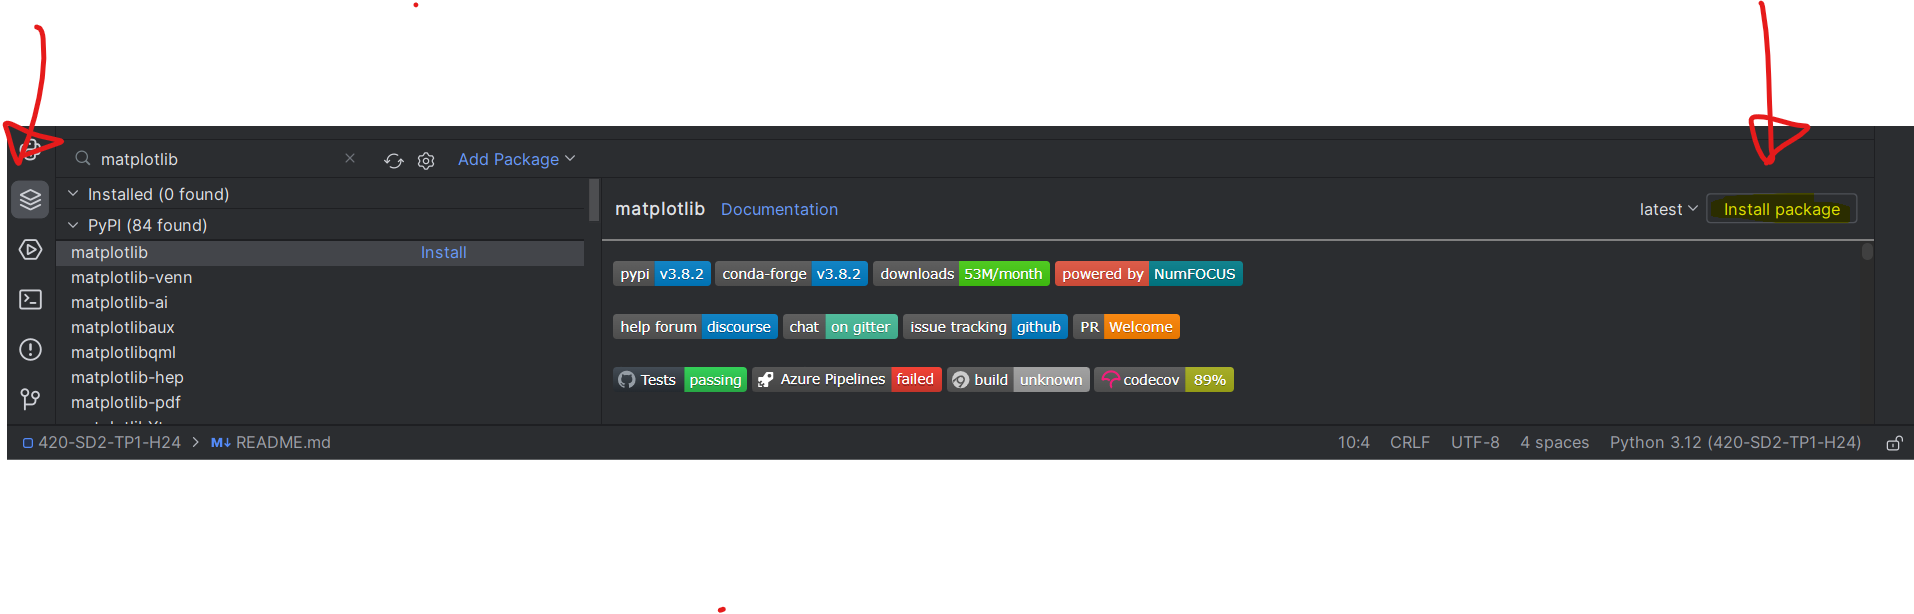 matplotlib Add Package
Installed (0 found)
PyPI (84 found)
matplotlib Install
matplotlib-venn
matplotlib-ai
matplotlibaux
matplotlibqml
matplotlib-hep
matplotlib-pdf
matplotlib Documentation latest Install package
pypi v3.8.2 conda-forge v3.8.2 downloads 53M/month powered by NumFOCUS
help forum discourse chat on gitter issue tracking github PR Welcome
Tests passing Azure Pipelines failed build unknown codecov 89%
420-SD2-TP1-H24 > M↓ README.md 10:4 CRLF UTF-8 4 spaces Python 3.12 (420-SD2-TP1-H24)